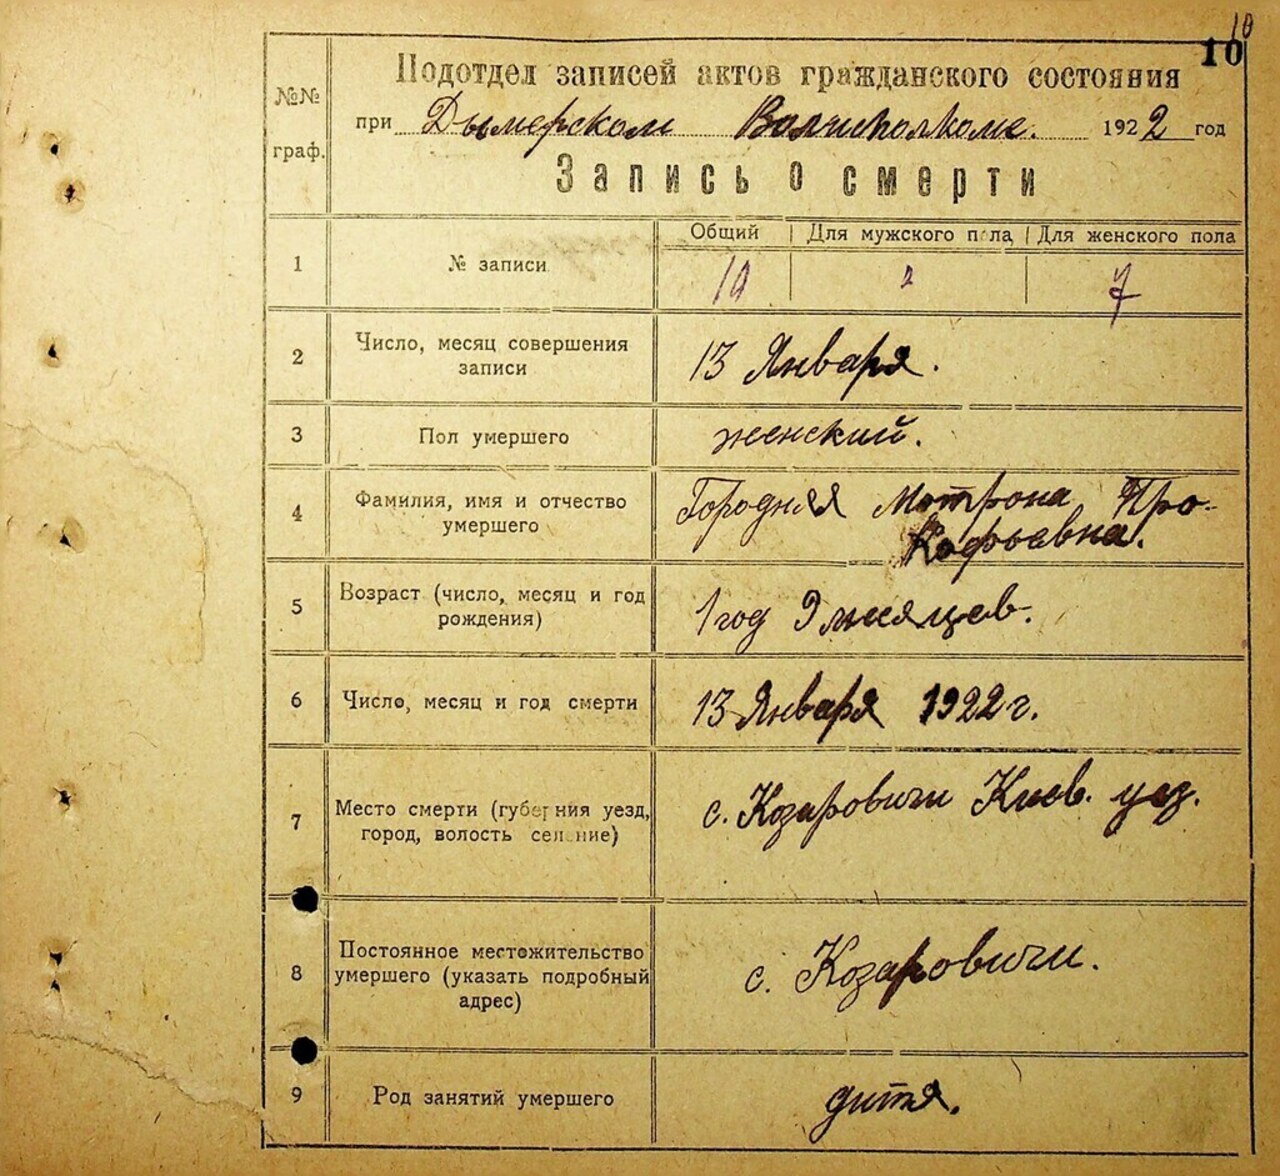 10
10
Подотдел записей актов гражданского состояния
№№ граф.
при Дымерском Волисполкоме. 1922 год
Запись о смерти
Общий Для мужского пола Для женского пола
1 № записи 7
2 Число, месяц совершения записи 13 Января.
3 Пол умершего женский.
4 Фамилия, имя и отчество умершего Городняя Мотрона Про-
Кофьевна.
5 Возраст (число, месяц и год рождения) 1 год 9 месяцев.
6 Число, месяц и год смерти 13 Января 1922 г.
7 Место смерти (губерния уезд, город, волость селение) с. Козаровичи Киев. уез.
8 Постоянное местожительство умершего (указать подробный адрес) с. Козаровичи.
9 Род занятий умершего дитя.